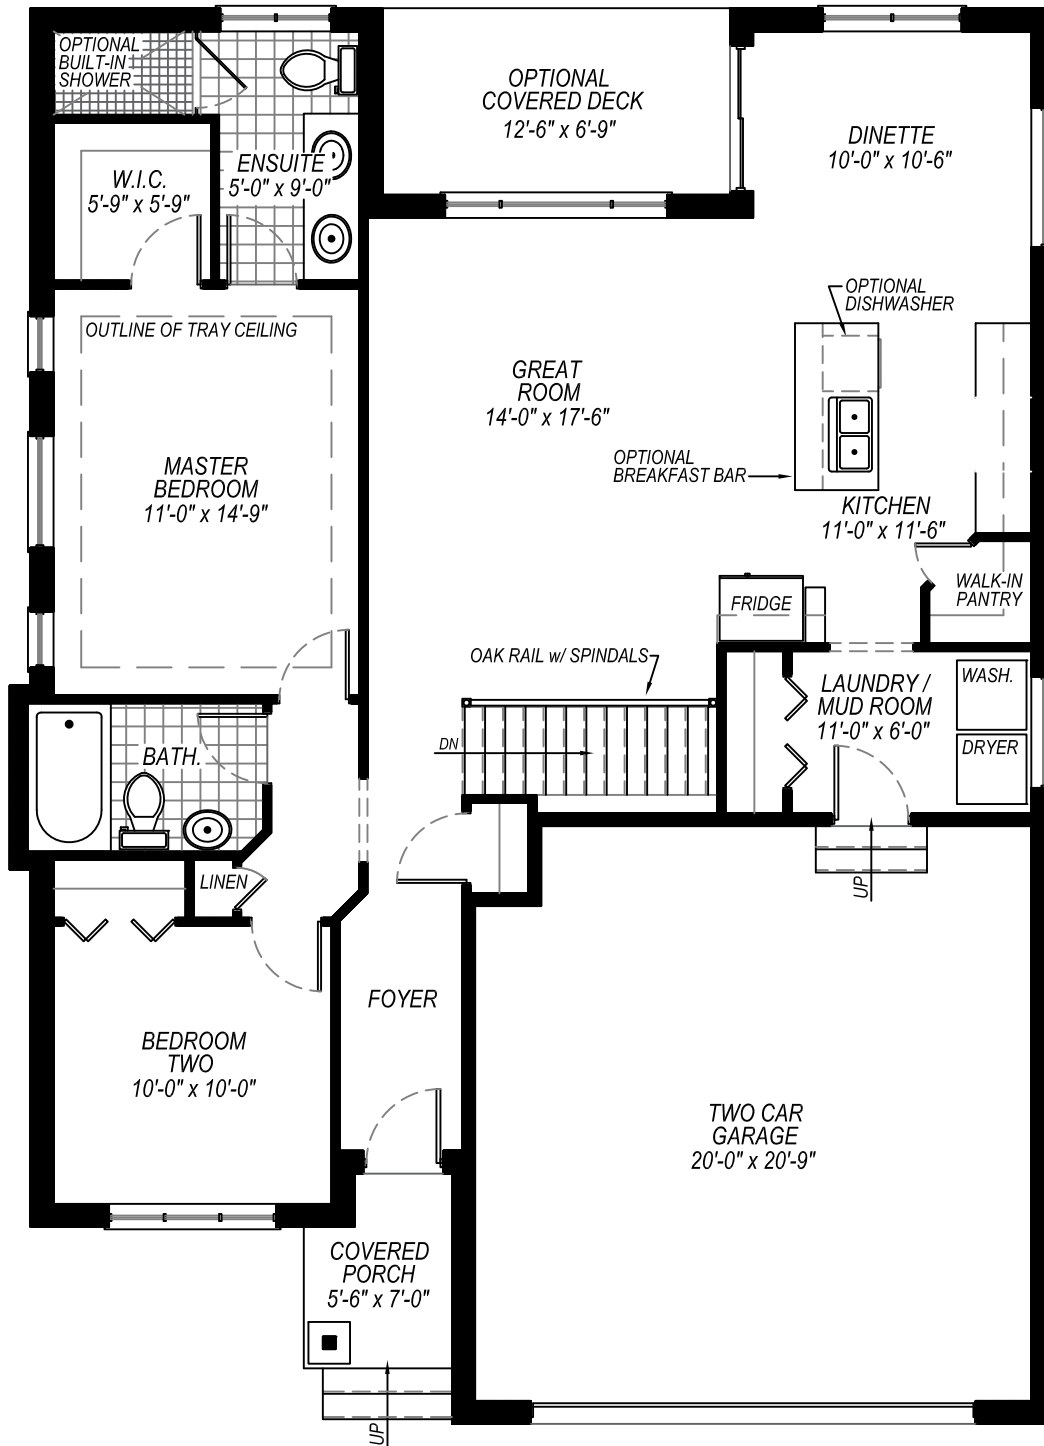 OPTIONAL
BUILT-IN
SHOWER
OPTIONAL
COVERED DECK
12'-6" x 6'-9"
DINETTE
10'-0" x 10'-6"
ENSUITE
5'-0" x 9'-0"
W.I.C.
5'-9" x 5'-9"
OPTIONAL
DISHWASHER
OUTLINE OF TRAY CEILING
GREAT
ROOM
14'-0" x 17'-6"
MASTER
BEDROOM
11'-0" x 14'-9"
OPTIONAL
BREAKFAST BAR
KITCHEN
11'-0" x 11'-6"
WALK-IN
PANTRY
FRIDGE
OAK RAIL w/ SPINDALS
LAUNDRY /
MUD ROOM
11'-0" x 6'-0"
WASH.
DRYER
DN
BATH.
LINEN
UP
FOYER
BEDROOM
TWO
10'-0" x 10'-0"
TWO CAR
GARAGE
20'-0" x 20'-9"
COVERED
PORCH
5'-6" x 7'-0"
UP